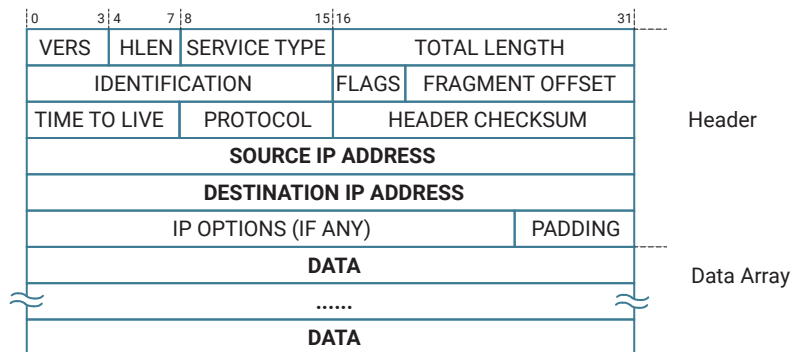 0 3 4 7 8 15 16 31
VERS HLEN SERVICE TYPE TOTAL LENGTH
IDENTIFICATION FLAGS FRAGMENT OFFSET
TIME TO LIVE PROTOCOL HEADER CHECKSUM
Header
SOURCE IP ADDRESS
DESTINATION IP ADDRESS
IP OPTIONS (IF ANY) PADDING
DATA
Data Array
......
DATA